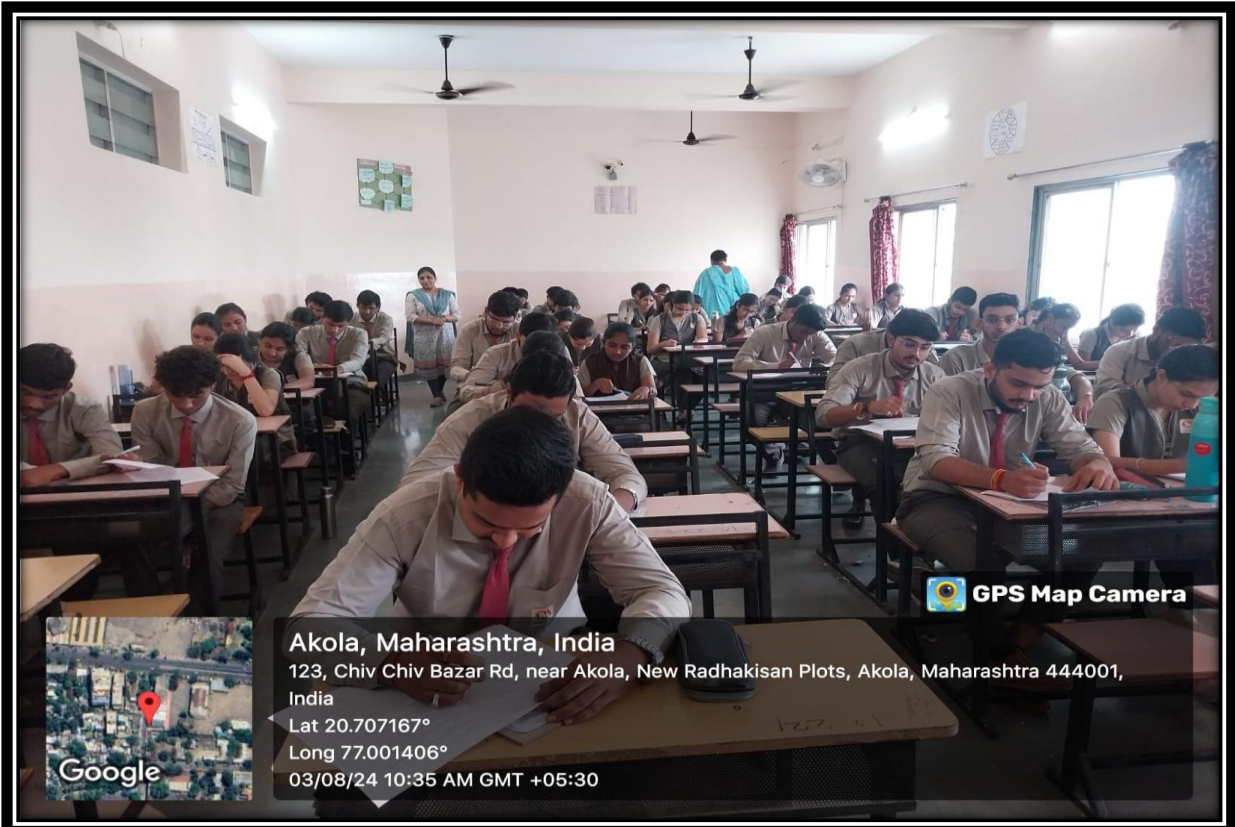 GPS Map Camera
Akola, Maharashtra, India
123, Chiv Chiv Bazar Rd, near Akola, New Radhakisan Plots, Akola, Maharashtra 444001,
India
Lat 20.707167°
Long 77.001406°
03/08/24 10:35 AM GMT +05:30
Google